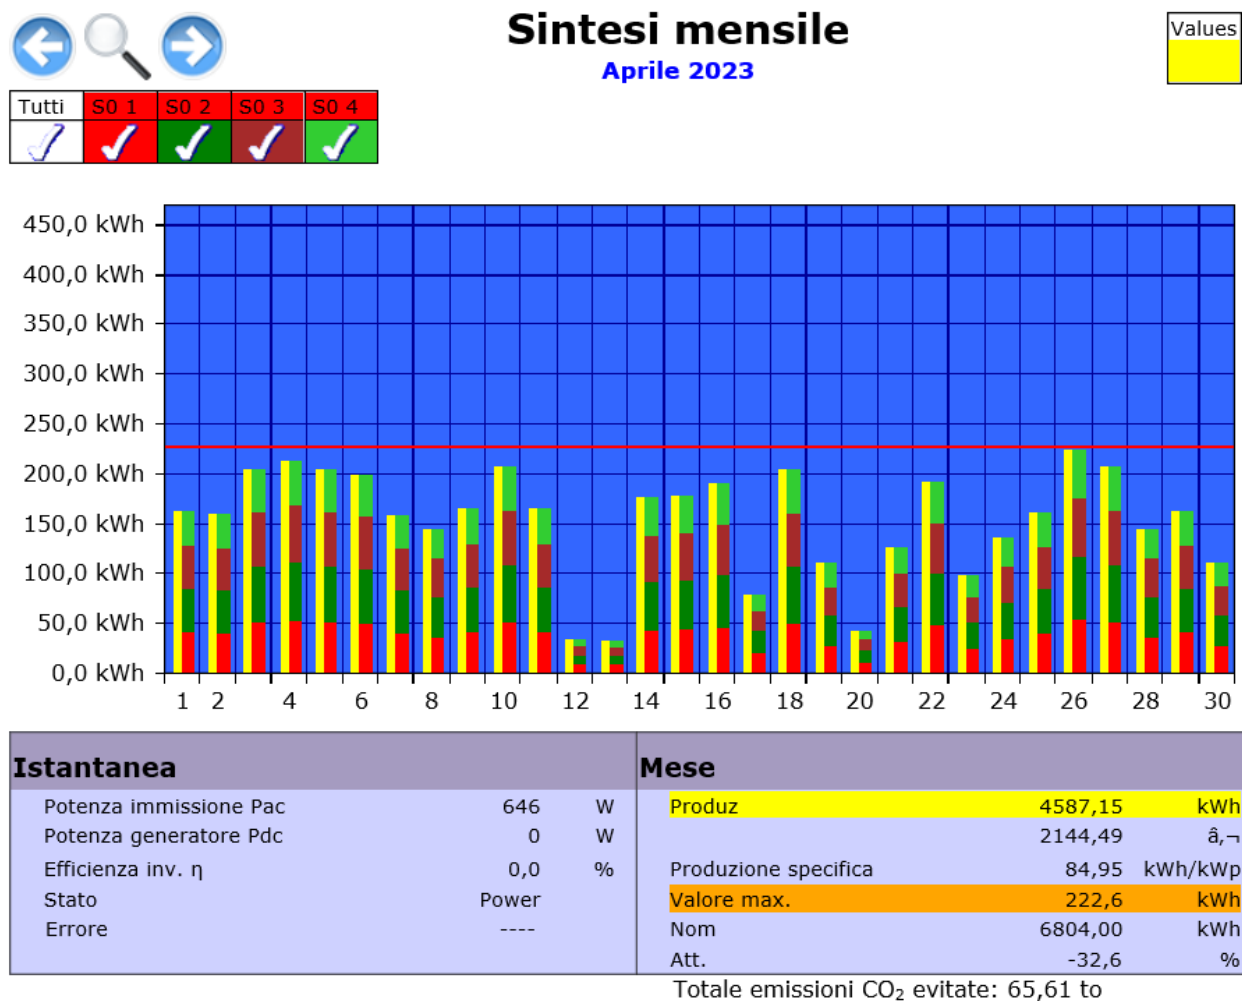 Sintesi mensile
Aprile 2023
Values
Tutti S0 1 S0 2 S0 3 S0 4
450,0 kWh
400,0 kWh
350,0 kWh
300,0 kWh
250,0 kWh
200,0 kWh
150,0 kWh
100,0 kWh
50,0 kWh
0,0 kWh
1 2 4 6 8 10 12 14 16 18 20 22 24 26 28 30
Istantanea
Potenza immissione Pac 646 W
Potenza generatore Pdc 0 W
Efficienza inv. η 0,0 %
Stato Power
Errore ----
Mese
Produz 4587,15 kWh
2144,49 â‚¬
Produzione specifica 84,95 kWh/kWp
Valore max. 222,6 kWh
Nom 6804,00 kWh
Att. -32,6 %
Totale emissioni CO₂ evitate: 65,61 to